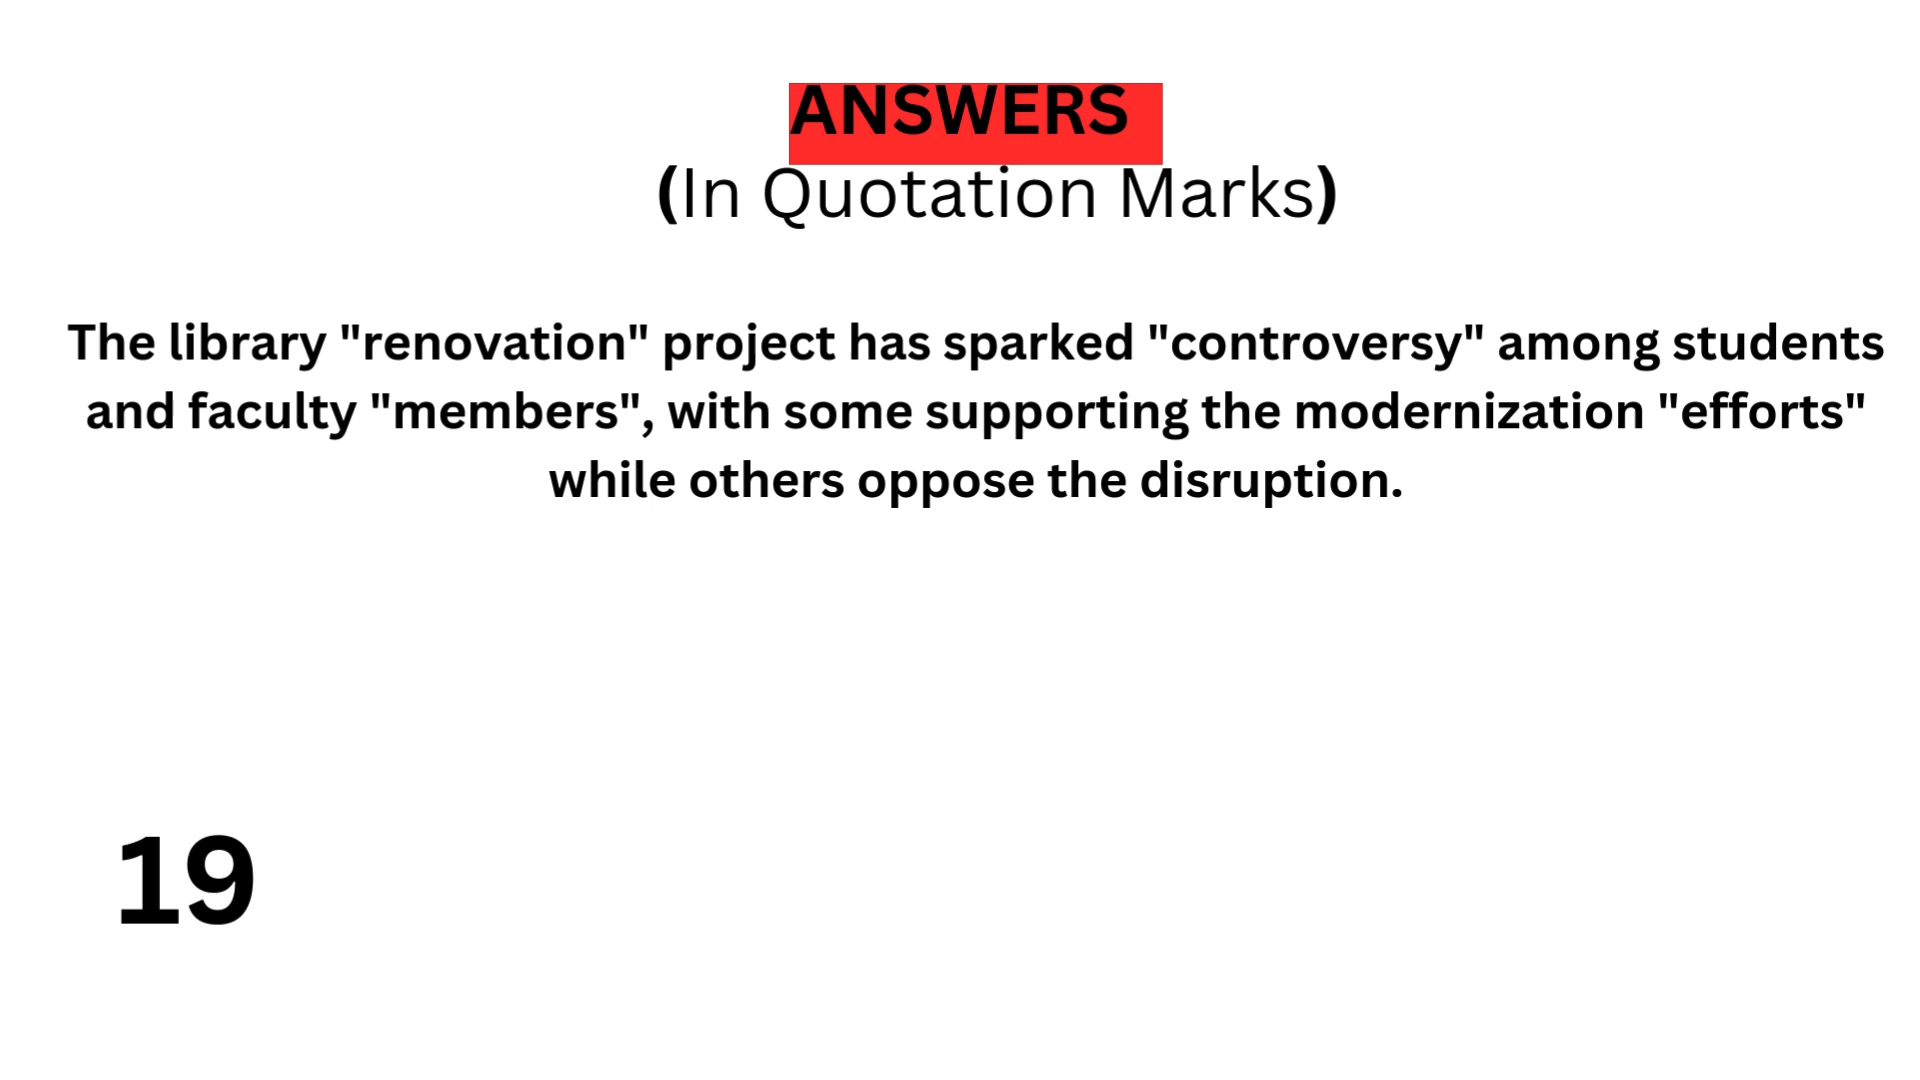 ANSWERS
(In Quotation Marks)
The library "renovation" project has sparked "controversy" among students
and faculty "members", with some supporting the modernization "efforts"
while others oppose the disruption.
19